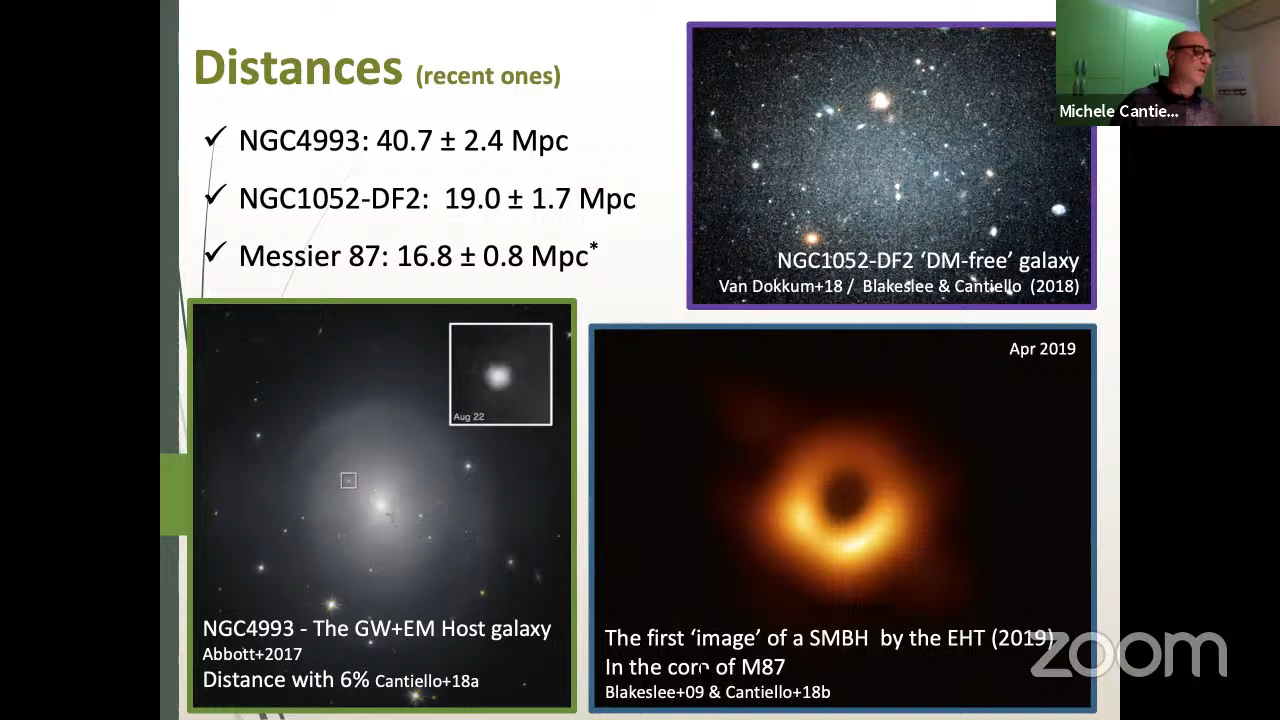 Distances (recent ones)
✓ NGC4993: 40.7 ± 2.4 Mpc
✓ NGC1052-DF2: 19.0 ± 1.7 Mpc
✓ Messier 87: 16.8 ± 0.8 Mpc*
NGC1052-DF2 ‘DM-free’ galaxy
Van Dokkum+18 / Blakeslee & Cantiello (2018)
Michele Cantie...
Aug 22
NGC4993 - The GW+EM Host galaxy
Abbott+2017
Distance with 6% Cantiello+18a
Apr 2019
The first ‘image’ of a SMBH by the EHT (2019)
In the core of M87
Blakeslee+09 & Cantiello+18b
zoom